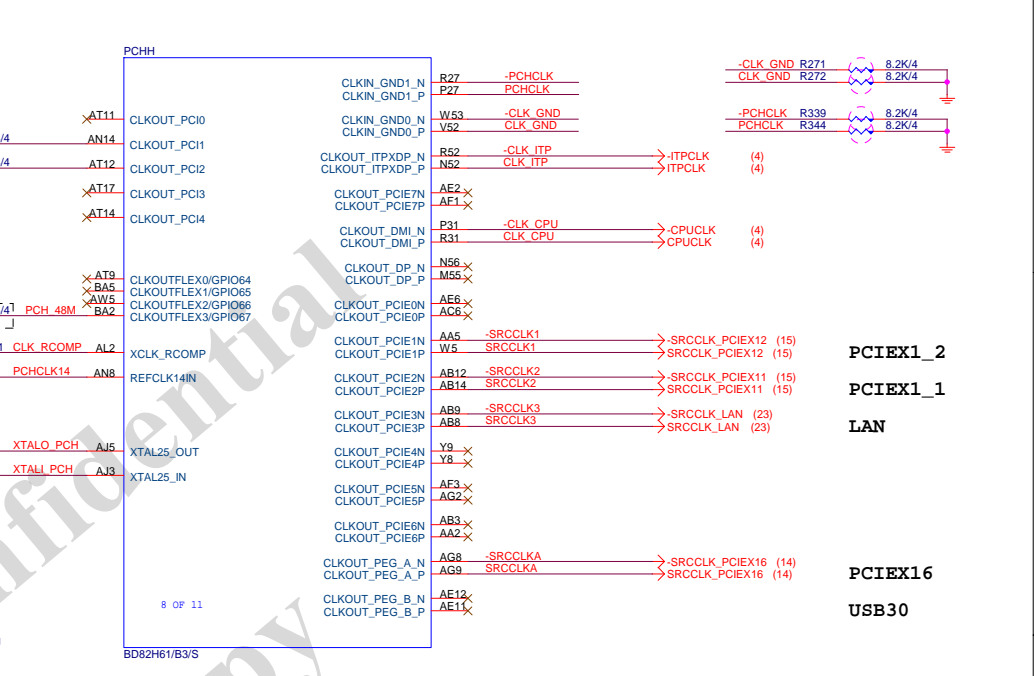 PCHH
CLKIN_GND1_N R27 -PCHCLK
CLKIN_GND1_P P27 PCHCLK
-CLK_GND R271 8.2K/4
CLK_GND R272 8.2K/4
AT11 CLKOUT_PCI0
CLKIN_GND0_N W53 -CLK_GND
CLKIN_GND0_P V52 CLK_GND
-PCHCLK R339 8.2K/4
PCHCLK R344 8.2K/4
/4 AN14 CLKOUT_PCI1
CLKOUT_ITPXDP_N R52 -CLK_ITP -ITPCLK (4)
CLKOUT_ITPXDP_P N52 CLK_ITP ITPCLK (4)
/4 AT12 CLKOUT_PCI2
AT17 CLKOUT_PCI3
CLKOUT_PCIE7N AE2
CLKOUT_PCIE7P AF1
AT14 CLKOUT_PCI4
CLKOUT_DMI_N P31 -CLK_CPU -CPUCLK (4)
CLKOUT_DMI_P R31 CLK_CPU CPUCLK (4)
CLKOUT_DP_N N56
CLKOUT_DP_P M55
AT9 CLKOUTFLEX0/GPIO64
BA5 CLKOUTFLEX1/GPIO65
AW5 CLKOUTFLEX2/GPIO66
/4 PCH_48M BA2 CLKOUTFLEX3/GPIO67
CLKOUT_PCIE0N AE6
CLKOUT_PCIE0P AC6
CLKOUT_PCIE1N AA5 -SRCCLK1 -SRCCLK_PCIEX12 (15)
CLKOUT_PCIE1P W5 SRCCLK1 SRCCLK_PCIEX12 (15) PCIEX1_2
1 CLK_RCOMP AL2 XCLK_RCOMP
PCHCLK14 AN8 REFCLK14IN
CLKOUT_PCIE2N AB12 -SRCCLK2 -SRCCLK_PCIEX11 (15)
CLKOUT_PCIE2P AB14 SRCCLK2 SRCCLK_PCIEX11 (15) PCIEX1_1
CLKOUT_PCIE3N AB9 -SRCCLK3 -SRCCLK_LAN (23)
CLKOUT_PCIE3P AB8 SRCCLK3 SRCCLK_LAN (23) LAN
XTALO_PCH AJ5 XTAL25_OUT
CLKOUT_PCIE4N Y9
CLKOUT_PCIE4P Y8
XTALI_PCH AJ3 XTAL25_IN
CLKOUT_PCIE5N AF3
CLKOUT_PCIE5P AG2
CLKOUT_PCIE6N AB3
CLKOUT_PCIE6P AA2
CLKOUT_PEG_A_N AG8 -SRCCLKA -SRCCLK_PCIEX16 (14)
CLKOUT_PEG_A_P AG9 SRCCLKA SRCCLK_PCIEX16 (14) PCIEX16
CLKOUT_PEG_B_N AE12
CLKOUT_PEG_B_P AE11 USB30
8 OF 11
BD82H61/B3/S
nfidential
py